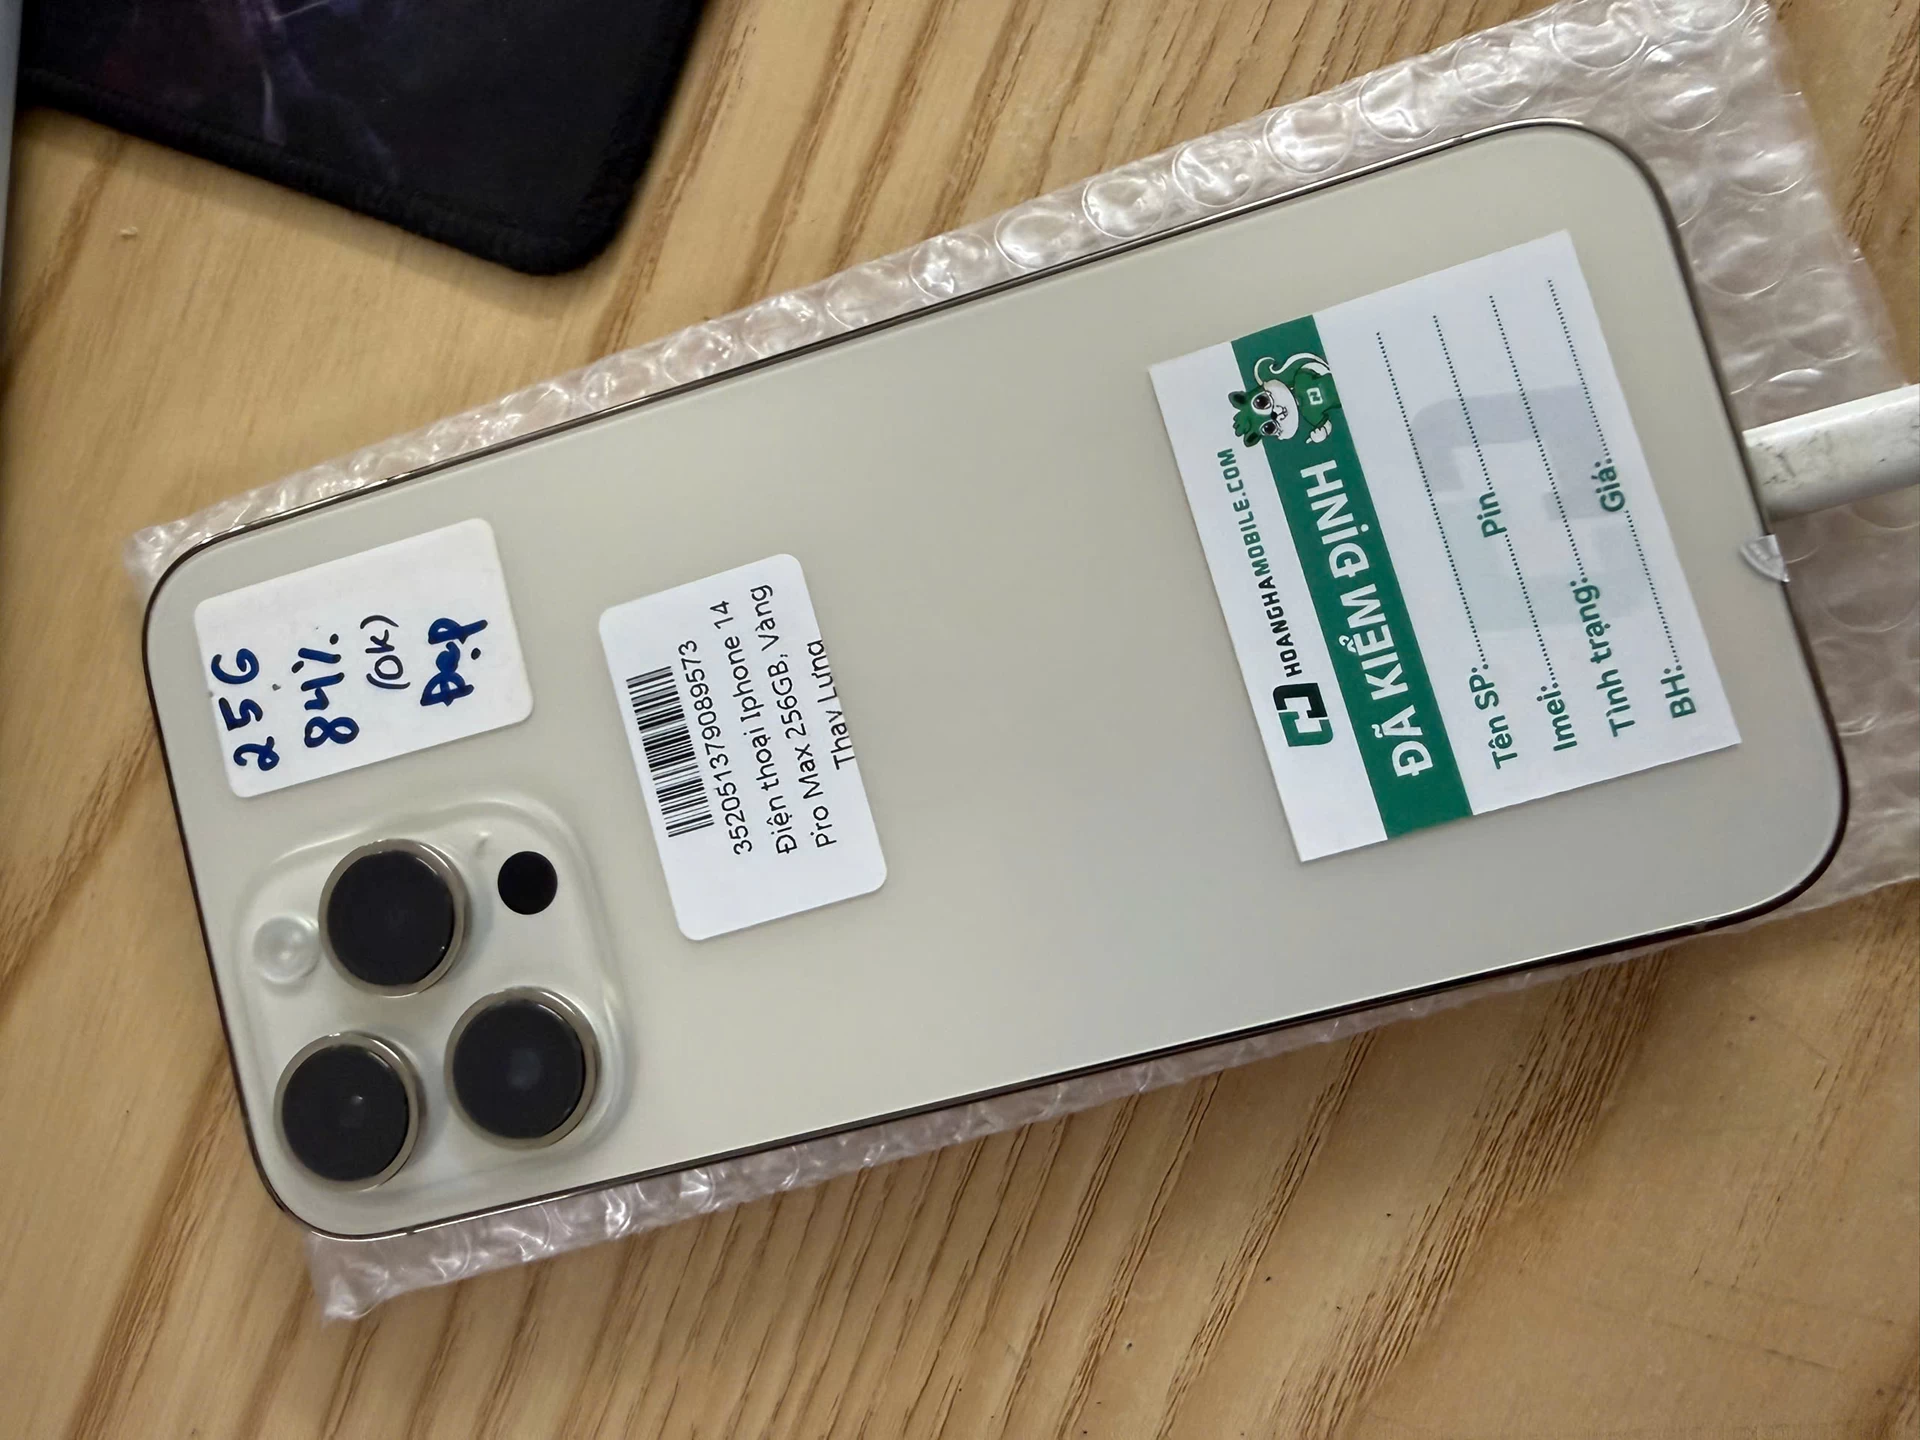 25G
84%.
(OK)
Đẹp
352051379089573
Điện thoại Iphone 14
Pro Max 256GB, Vàng
Thay Lưng
HOANGHAMOBILE.COM
ĐÃ KIỂM ĐỊNH
Tên SP:
Imei: Pin
Tình trạng:
BH: Giá: